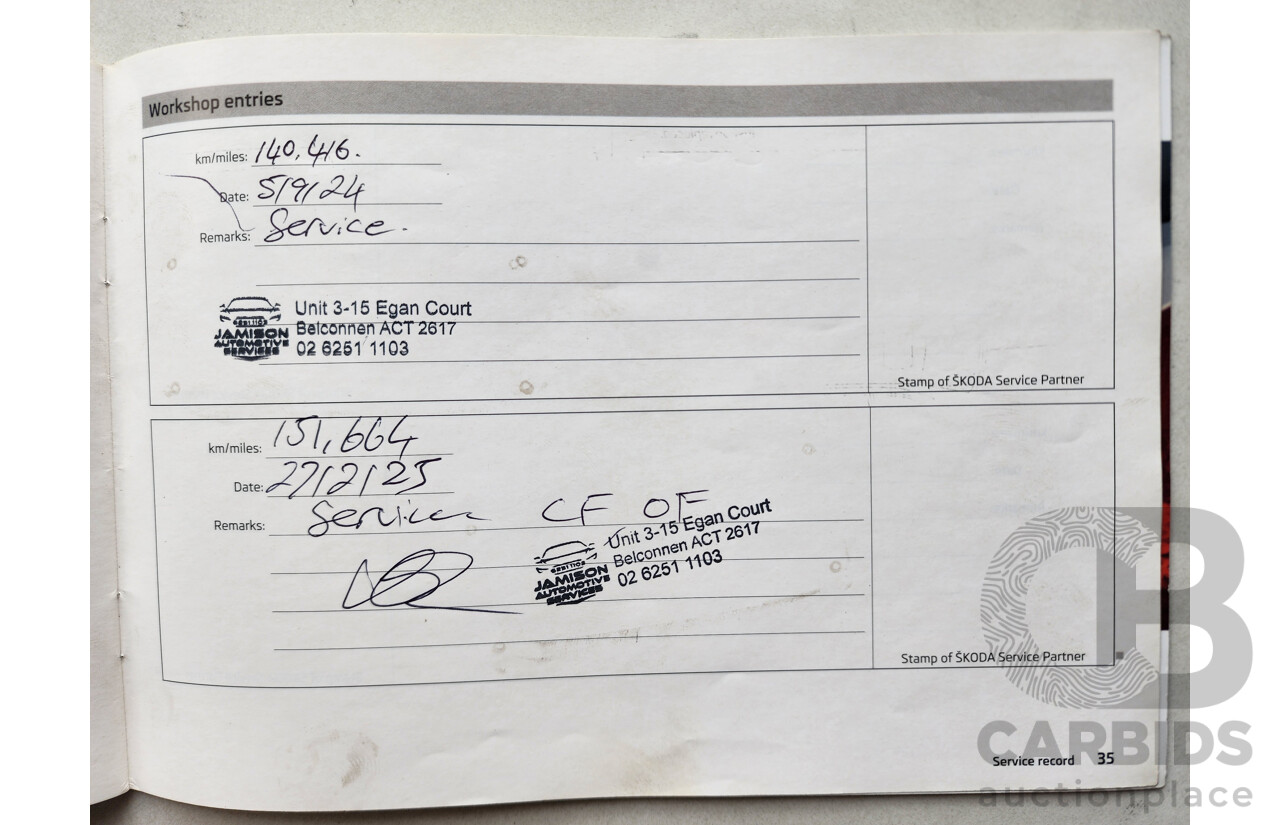 Workshop entries
km/miles: 140,416.
Date: 5/9/24
Remarks: Service.
JAMISON
AUTOMOTIVE
SERVICES
Unit 3-15 Egan Court
Belconnen ACT 2617
02 6251 1103
Stamp of ŠKODA Service Partner
km/miles: 151,664
Date: 27/2/25
Remarks: Service CF OF
JAMISON
AUTOMOTIVE
SERVICES
Unit 3-15 Egan Court
Belconnen ACT 2617
02 6251 1103
Stamp of ŠKODA Service Partner
Service record 35
CB
CARBIDS
auctionplace